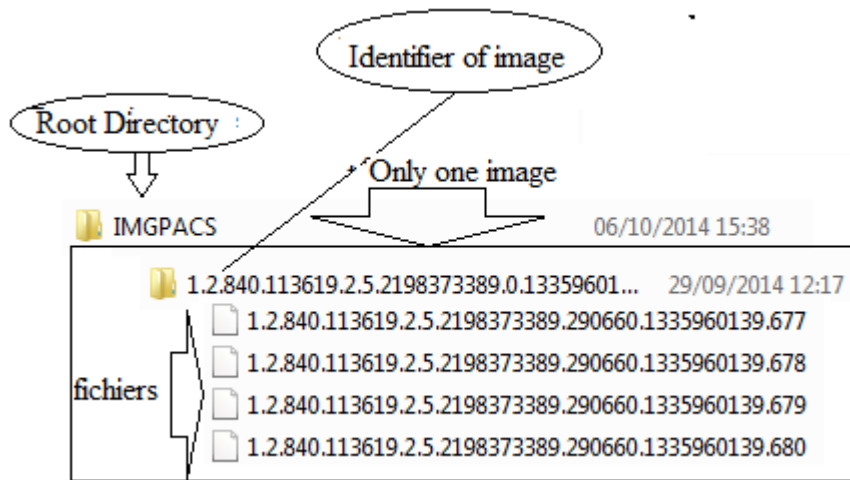 Identifier of image
Root Directory :
Only one image
IMGPACS 06/10/2014 15:38
1.2.840.113619.2.5.2198373389.0.13359601... 29/09/2014 12:17
1.2.840.113619.2.5.2198373389.290660.1335960139.677
1.2.840.113619.2.5.2198373389.290660.1335960139.678
fichiers
1.2.840.113619.2.5.2198373389.290660.1335960139.679
1.2.840.113619.2.5.2198373389.290660.1335960139.680